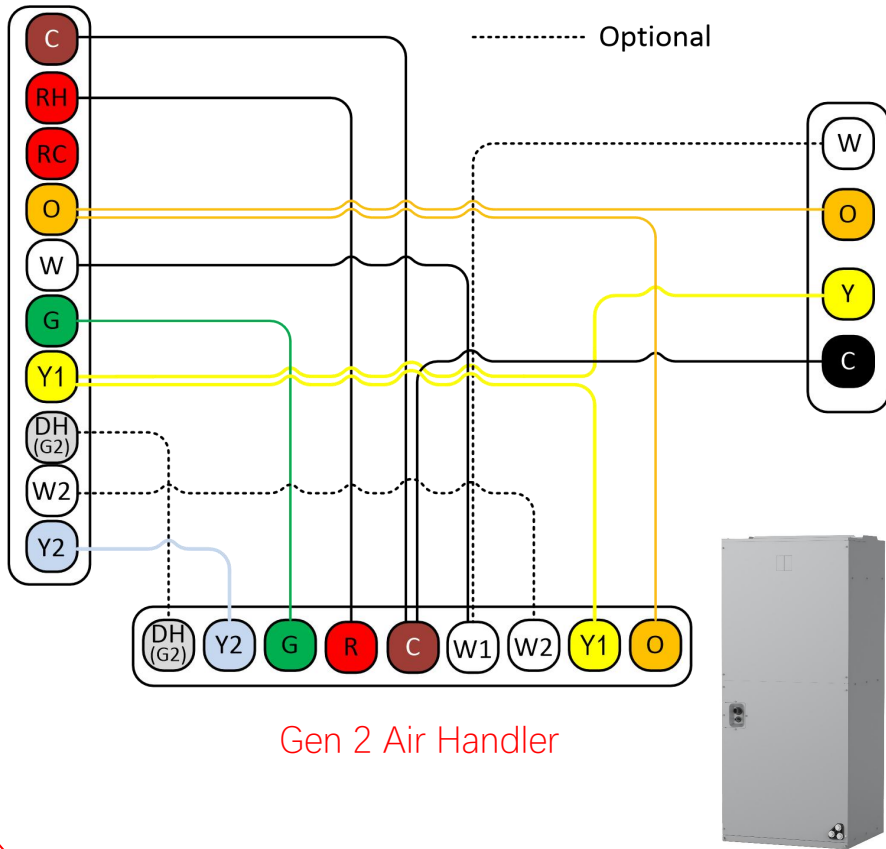 C
Optional
RH
RC
O
W
G
Y1
DH
(G2)
W2
Y2
W
O
Y
C
DH
(G2)
Y2
G
R
C
W1
W2
Y1
O
Gen 2 Air Handler